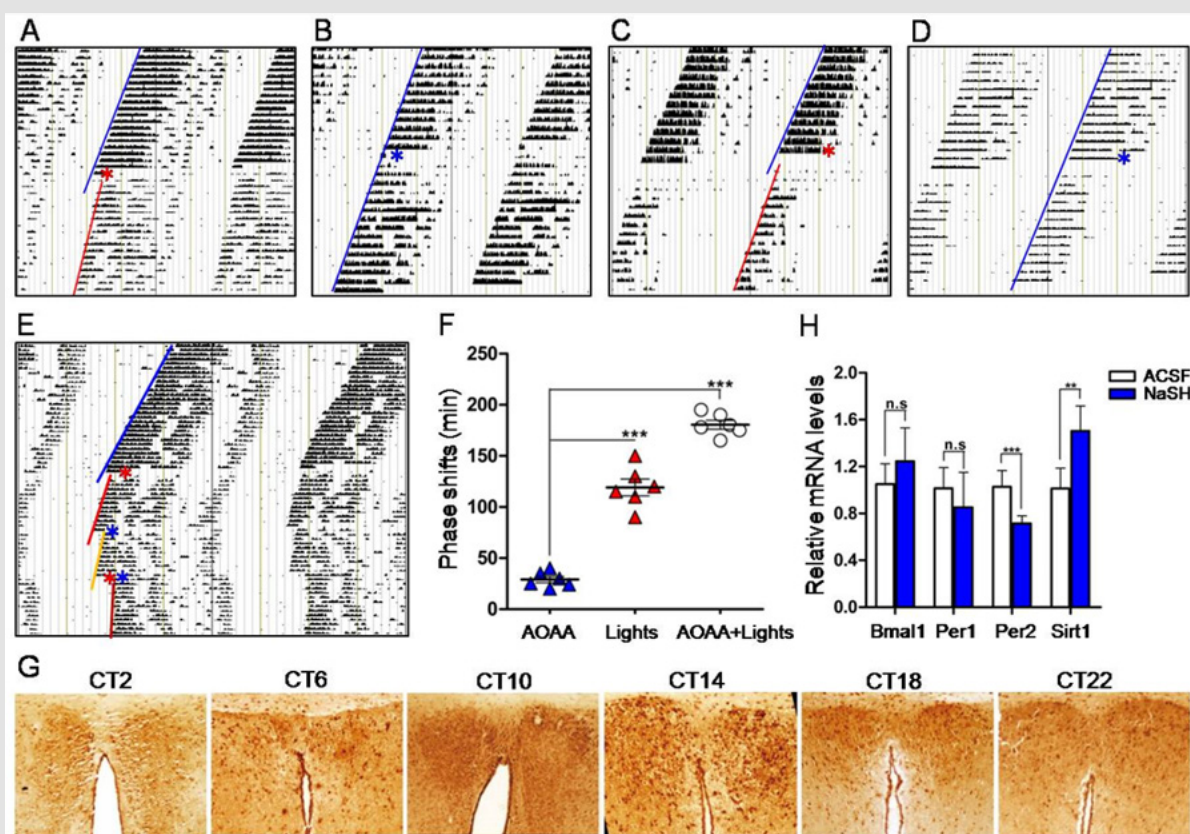 A
B
C
D
E
F
Phase shifts (min)
250
200
150
100
50
0
***
***
AOAA
Lights
AOAA+Lights
H
Relative mRNA levels
2.0
1.6
1.2
0.8
0.4
0.0
ACSF
NaSH
n.s
n.s
***
**
Bmal1
Per1
Per2
Sirt1
G
CT2
CT6
CT10
CT14
CT18
CT22